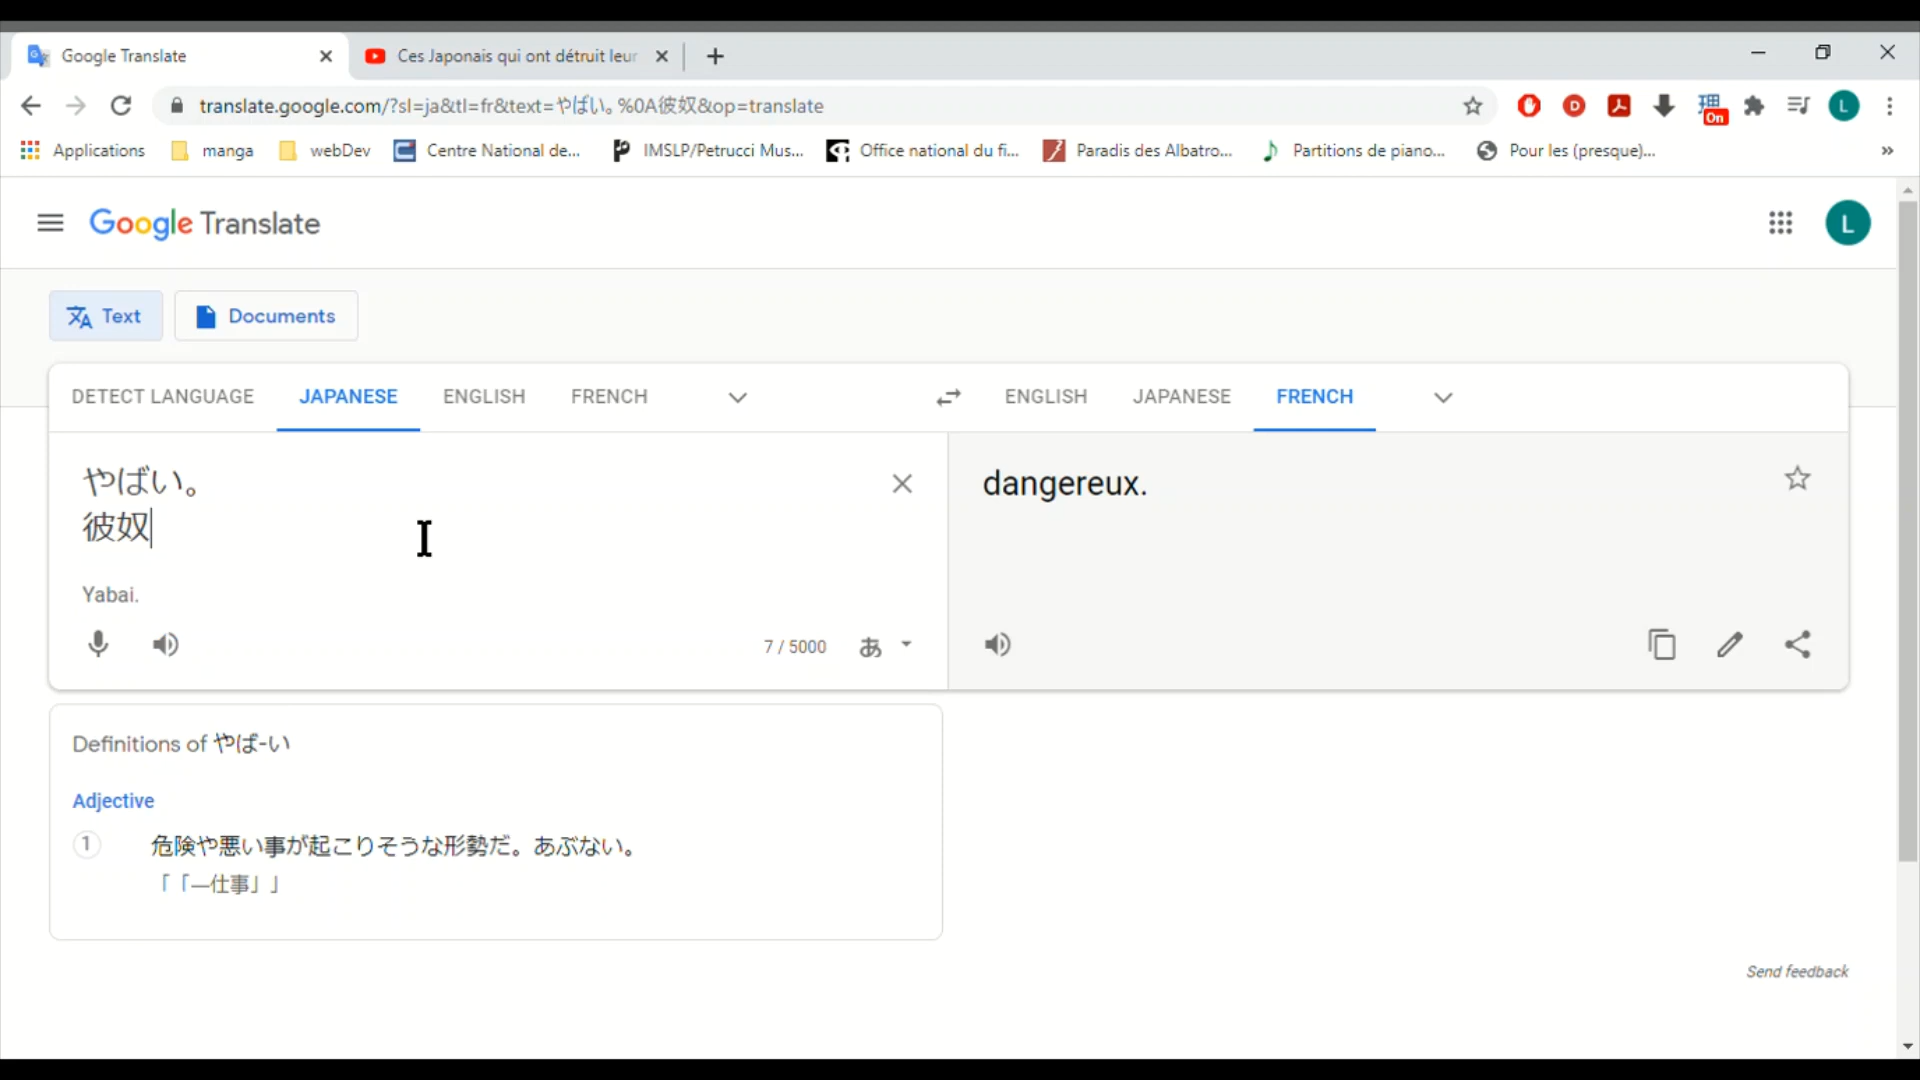 Google Translate
Ces Japonais qui ont détruit leur
translate.google.com/?sl=ja&tl=fr&text=やばい。%0A彼奴&op=translate
D
On
L
Applications
manga
webDev
Centre National de...
IMSLP/Petrucci Mus...
Office national du fi...
Paradis des Albatro...
Partitions de piano...
Pour les (presque)...
»
Google Translate
L
Text
Documents
DETECT LANGUAGE
JAPANESE
ENGLISH
FRENCH
ENGLISH
JAPANESE
FRENCH
やばい。
彼奴
dangereux.
Yabai.
7 / 5000
あ
Definitions of やば-い
Adjective
1
危険や悪い事が起こりそうな形勢だ。あぶない。
「「―仕事」」
Send feedback